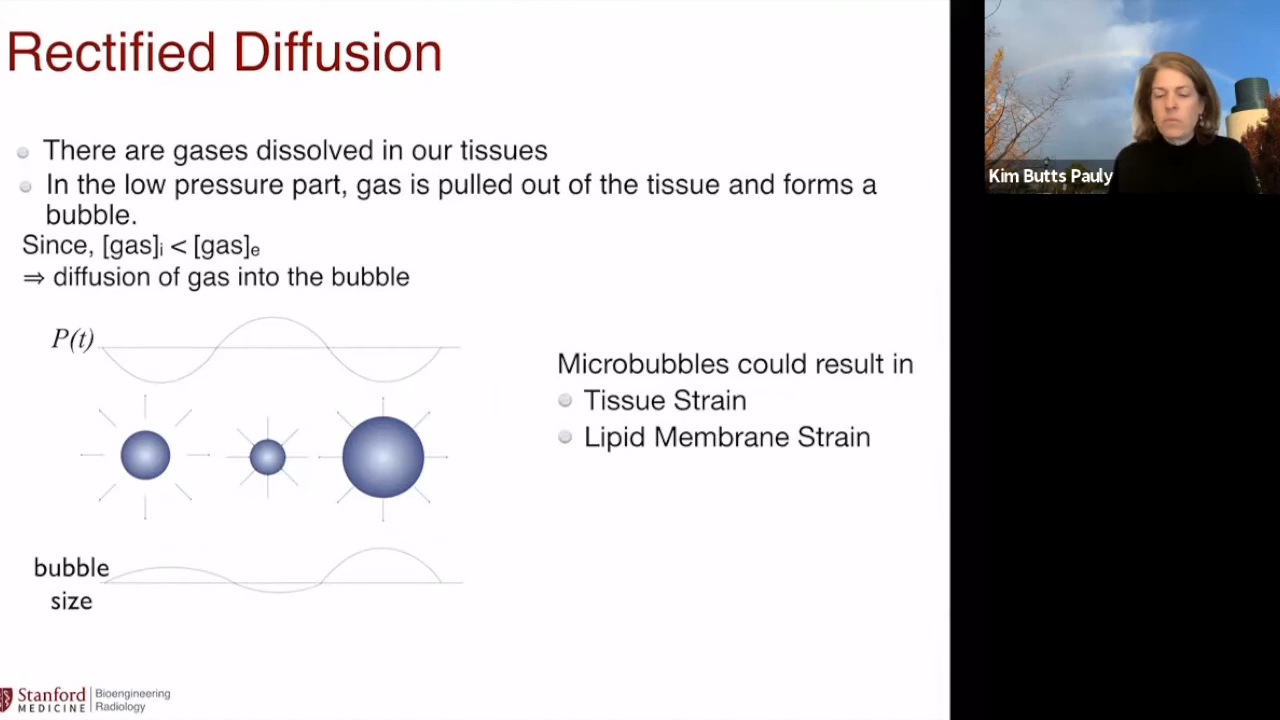 Rectified Diffusion
There are gases dissolved in our tissues
In the low pressure part, gas is pulled out of the tissue and forms a
bubble.
Since, [gas]ᵢ < [gas]ₑ
⇒ diffusion of gas into the bubble
P(t)
Microbubbles could result in
Tissue Strain
Lipid Membrane Strain
bubble
size
Stanford
MEDICINE
Bioengineering
Radiology
Kim Butts Pauly